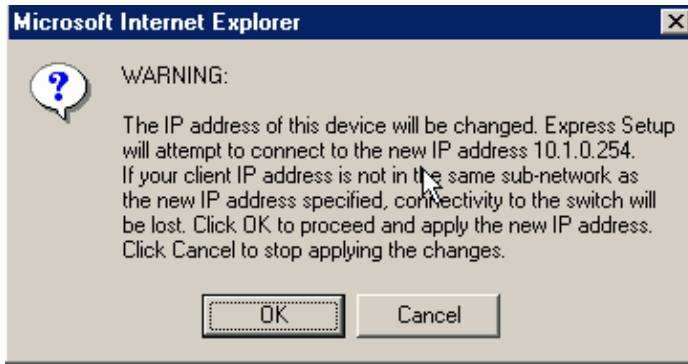 Microsoft Internet Explorer
WARNING:
The IP address of this device will be changed. Express Setup
will attempt to connect to the new IP address 10.1.0.254.
If your client IP address is not in the same sub-network as
the new IP address specified, connectivity to the switch will
be lost. Click OK to proceed and apply the new IP address.
Click Cancel to stop applying the changes.
OK
Cancel